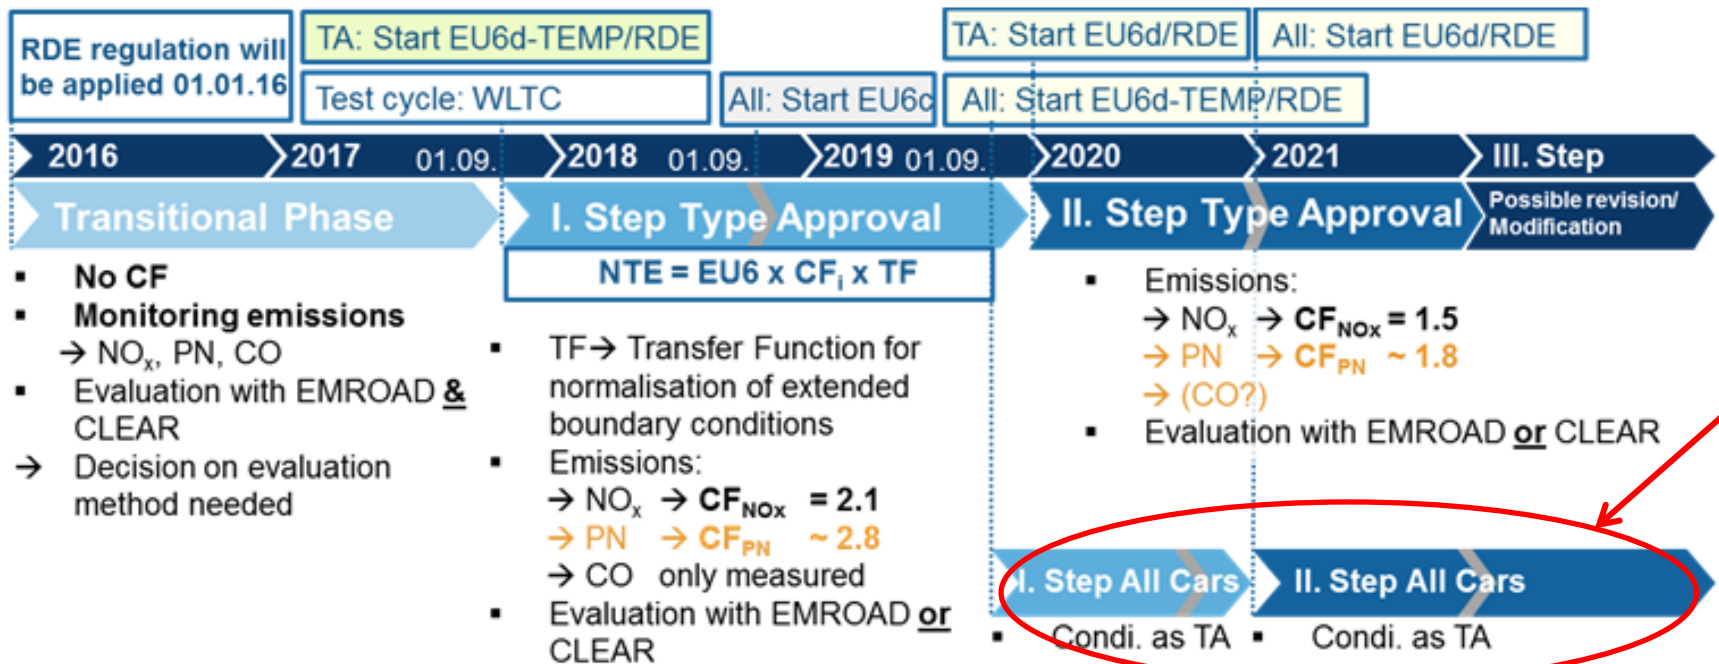 RDE regulation will
be applied 01.01.16
TA: Start EU6d-TEMP/RDE
Test cycle: WLTC
All: Start EU6c
TA: Start EU6d/RDE
All: Start EU6d/RDE
All: Start EU6d-TEMP/RDE
2016
2017
01.09.
2018
01.09.
2019
01.09.
2020
2021
III. Step
Transitional Phase
I. Step Type Approval
II. Step Type Approval
Possible revision/
Modification
▪ No CF
▪ Monitoring emissions
→ NOx, PN, CO
▪ Evaluation with EMROAD &
CLEAR
→ Decision on evaluation
method needed
NTE = EU6 x CFi x TF
▪ TF→ Transfer Function for
normalisation of extended
boundary conditions
▪ Emissions:
→ NOx → CFNOx = 2.1
→ PN → CFPN ~ 2.8
→ CO only measured
▪ Evaluation with EMROAD or
CLEAR
▪ Emissions:
→ NOx → CFNOx = 1.5
→ PN → CFPN ~ 1.8
→ (CO?)
▪ Evaluation with EMROAD or CLEAR
I. Step All Cars
II. Step All Cars
▪ Condi. as TA
▪ Condi. as TA